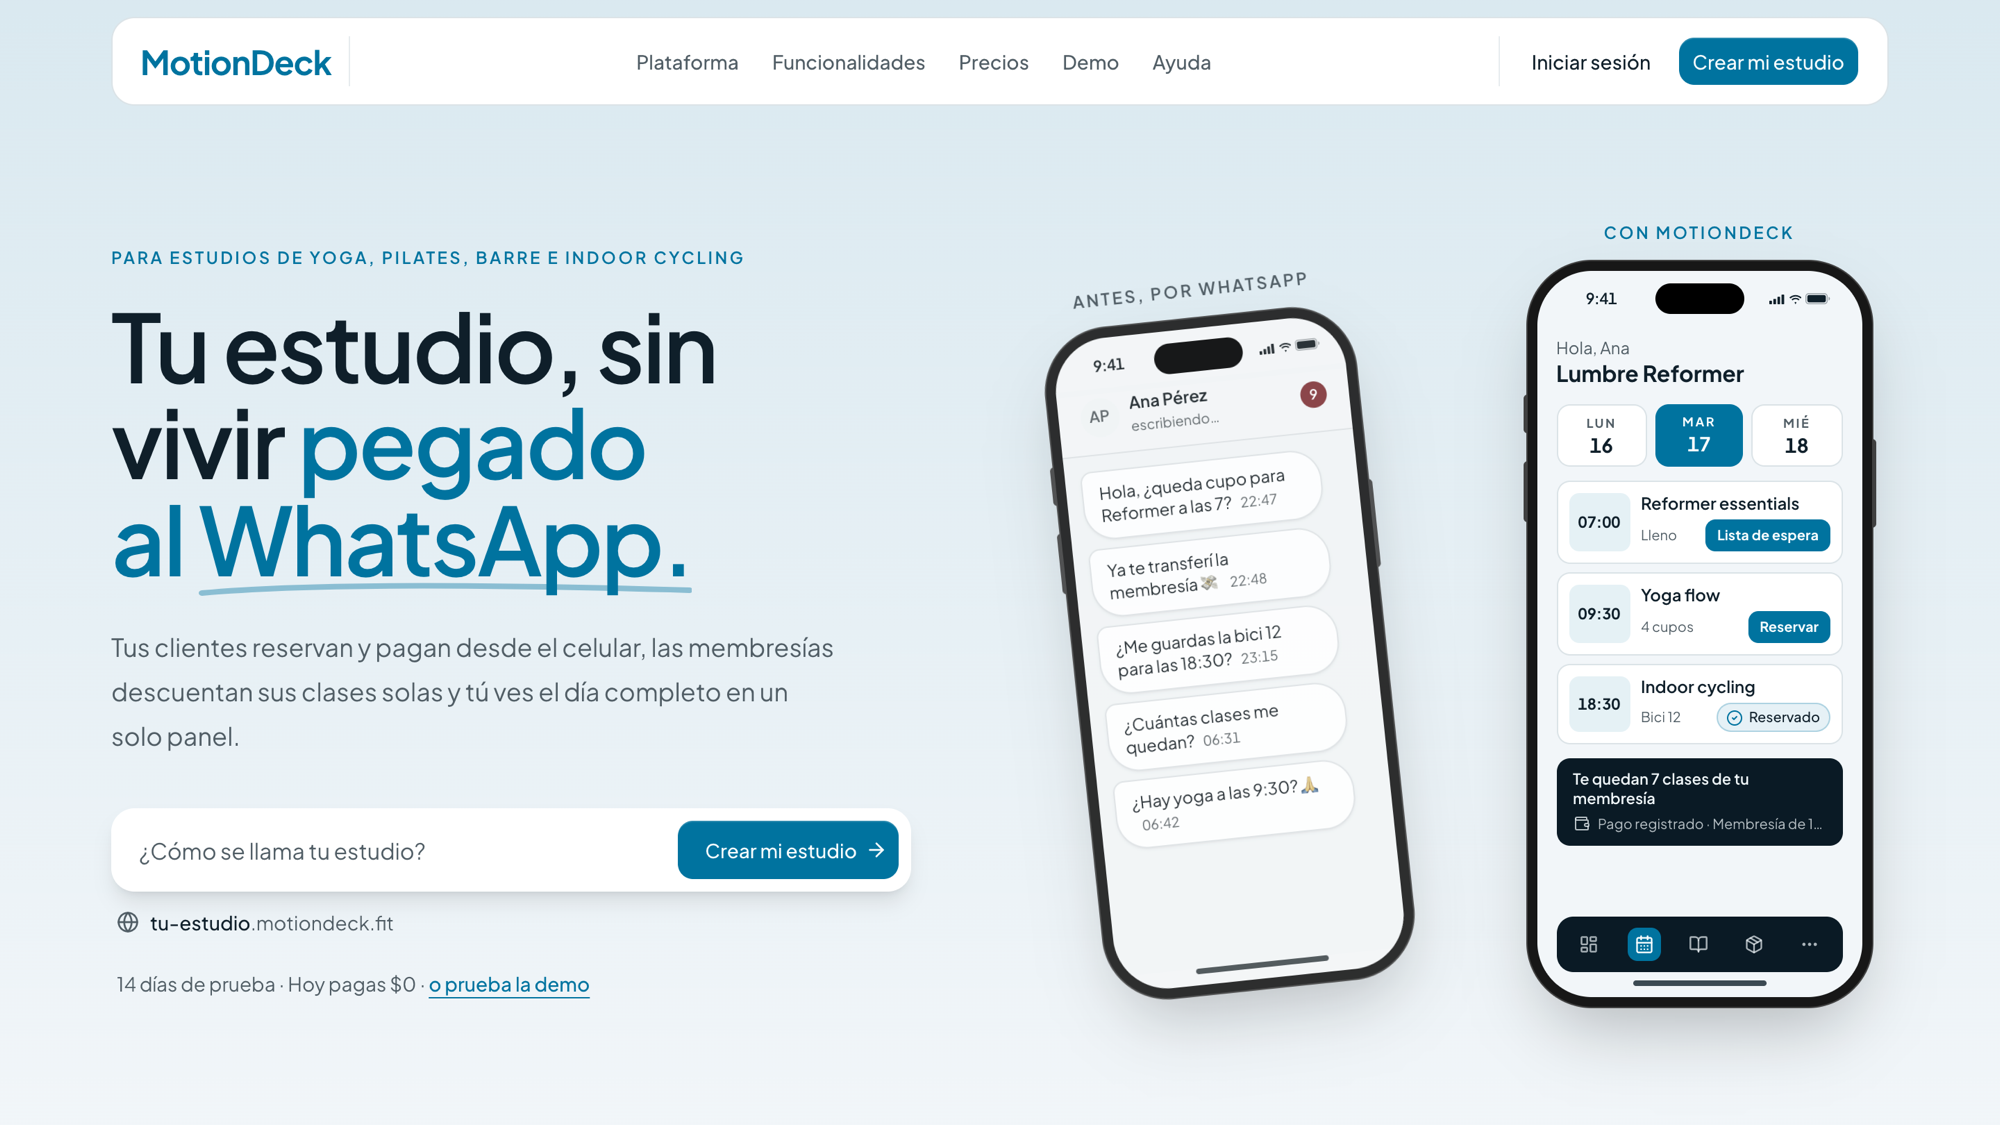 MotionDeck
Plataforma
Funcionalidades
Precios
Demo
Ayuda
Iniciar sesión
Crear mi estudio
PARA ESTUDIOS DE YOGA, PILATES, BARRE E INDOOR CYCLING
Tu estudio, sin
vivir pegado
al WhatsApp.
Tus clientes reservan y pagan desde el celular, las membresías
descuentan sus clases solas y tú ves el día completo en un
solo panel.
¿Cómo se llama tu estudio?
Crear mi estudio →
tu-estudio.motiondeck.fit
14 días de prueba · Hoy pagas $0 · o prueba la demo
ANTES, POR WHATSAPP
9:41
AP
Ana Pérez
escribiendo...
9
Hola, ¿queda cupo para
Reformer a las 7? 22:47
Ya te transferí la
membresía 💸 22:48
¿Me guardas la bici 12
para las 18:30? 23:15
¿Cuántas clases me
quedan? 06:31
¿Hay yoga a las 9:30? 🙏
06:42
CON MOTIONDECK
9:41
Hola, Ana
Lumbre Reformer
LUN
16
MAR
17
MIÉ
18
07:00
Reformer essentials
Lleno
Lista de espera
09:30
Yoga flow
4 cupos
Reservar
18:30
Indoor cycling
Bici 12
Reservado
Te quedan 7 clases de tu
membresía
Pago registrado · Membresía de 1...